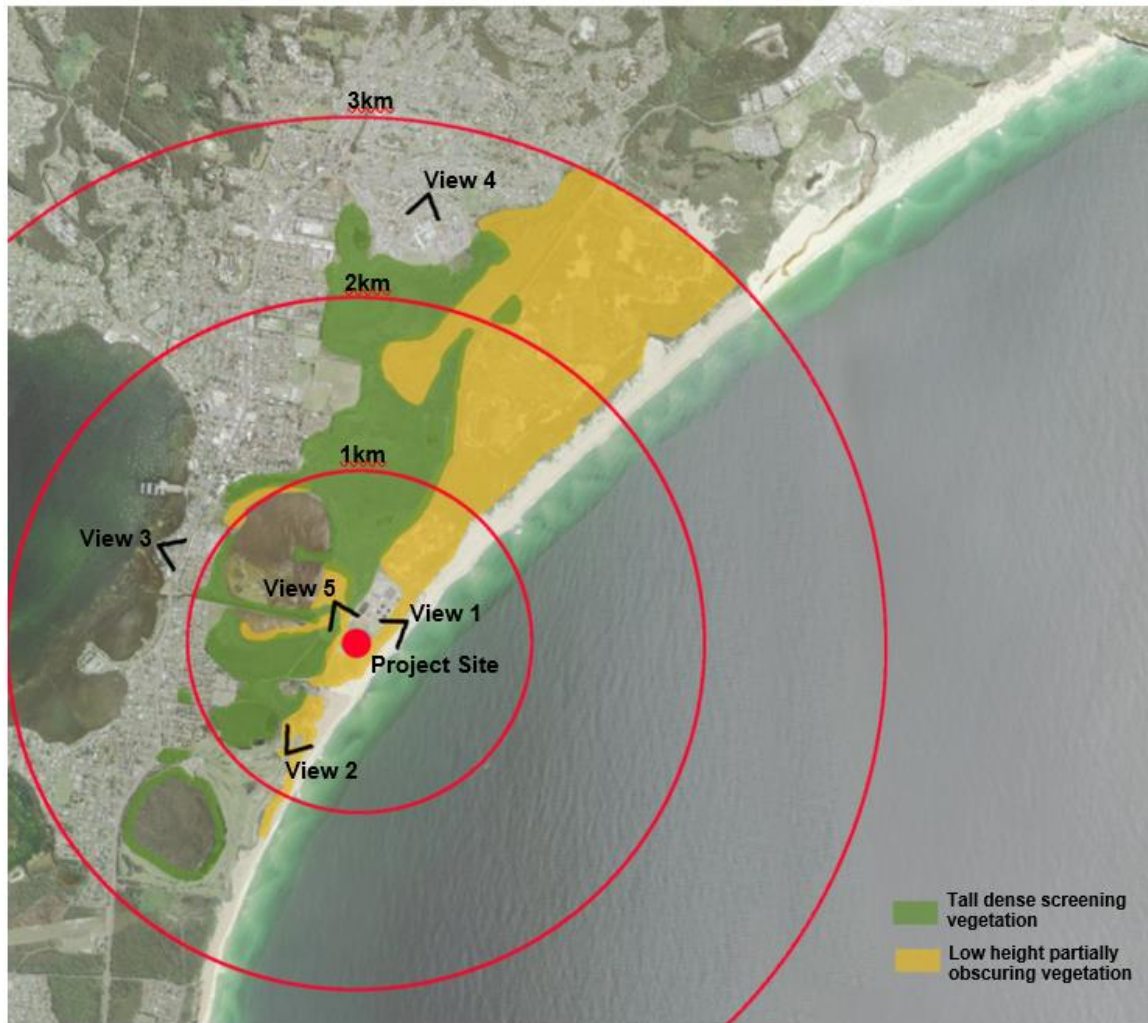 3km
View 4
2km
1km
View 3
View 5
View 1
Project Site
View 2
Tall dense screening
vegetation
Low height partially
obscuring vegetation